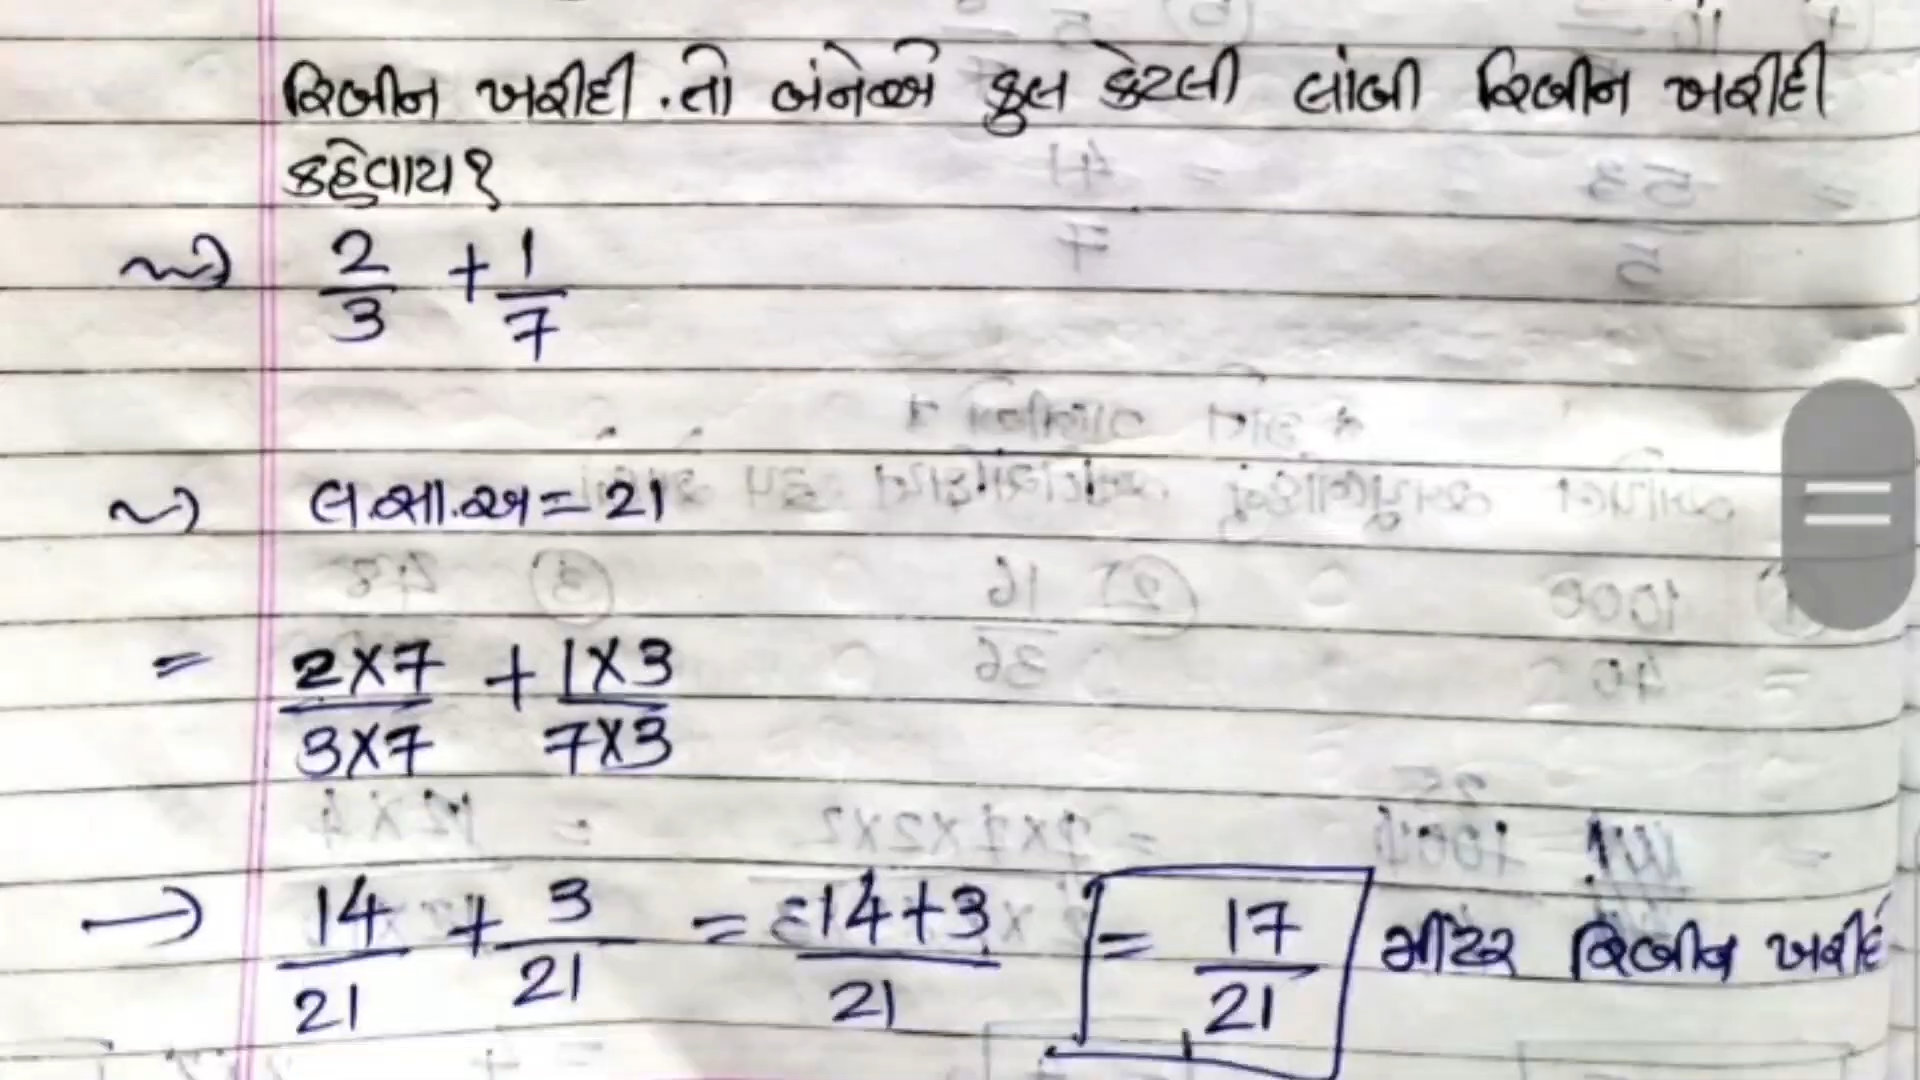 રિબીન ખરીદી. તો બંનેએ કુલ કેટલી લાંબી રિબીન ખરીદી
કહેવાય?
~→ 2/3 + 1/7
~→ લ.સા.અ = 21
= 2×7/3×7 + 1×3/7×3
→ 14/21 + 3/21 = 14+3/21 = 17/21 મીટર રિબીન ખરીદી